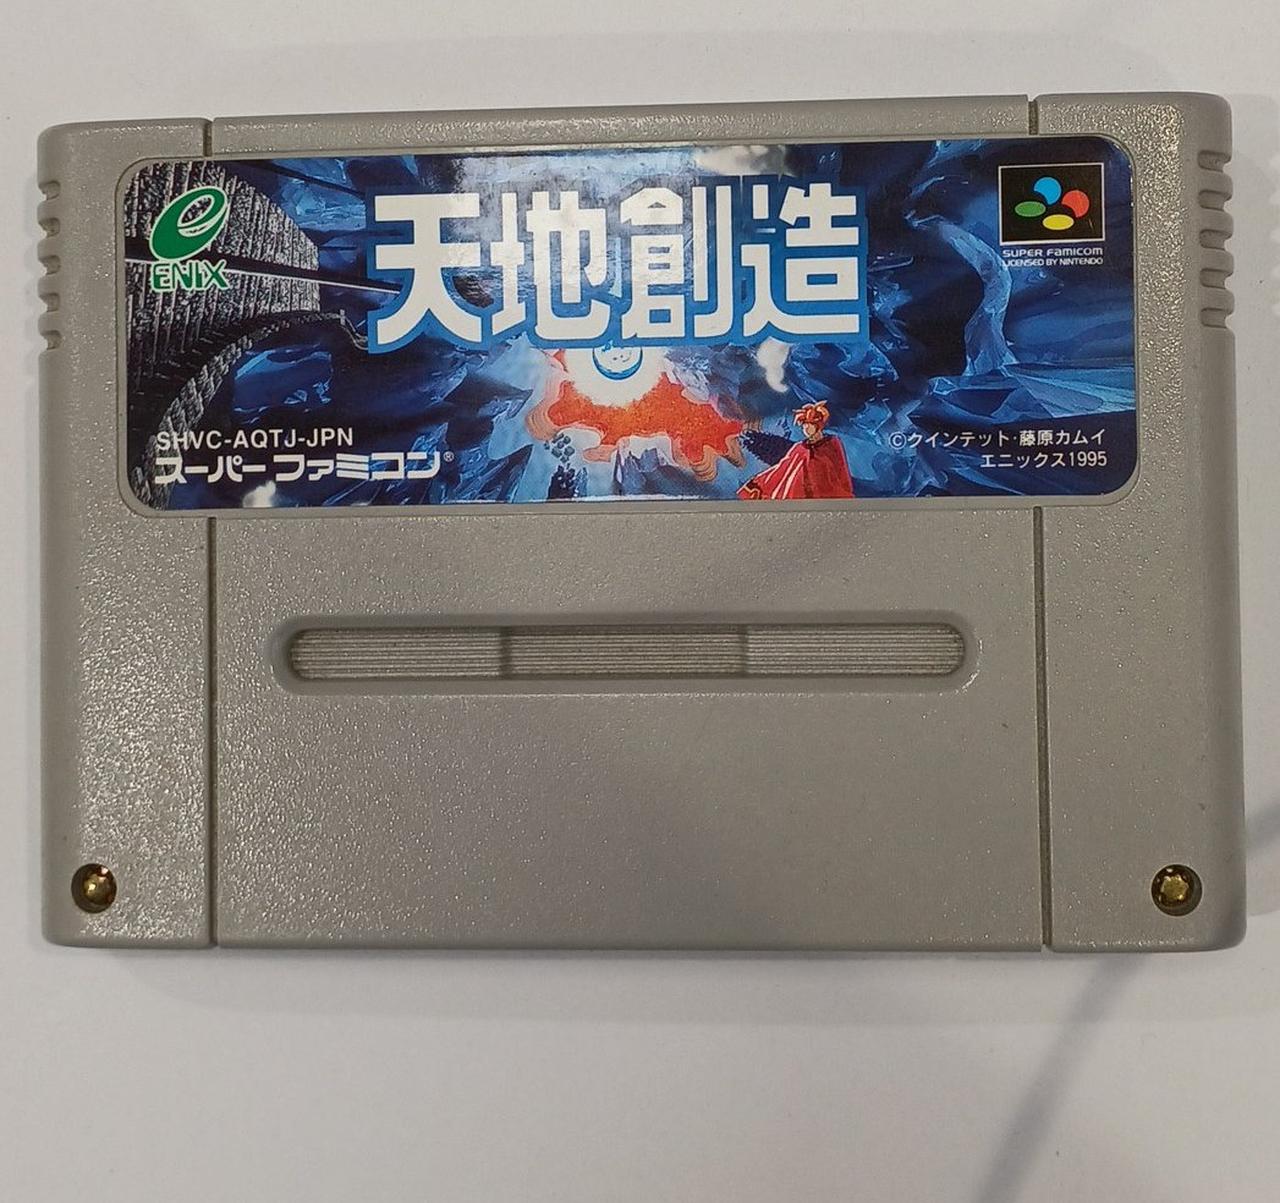 天地創造
ENIX
SUPER FAMICOM
LICENSED BY NINTENDO
SHVC-AQTJ-JPN
スーパーファミコン®
©クインテット・藤原カムイ
エニックス1995